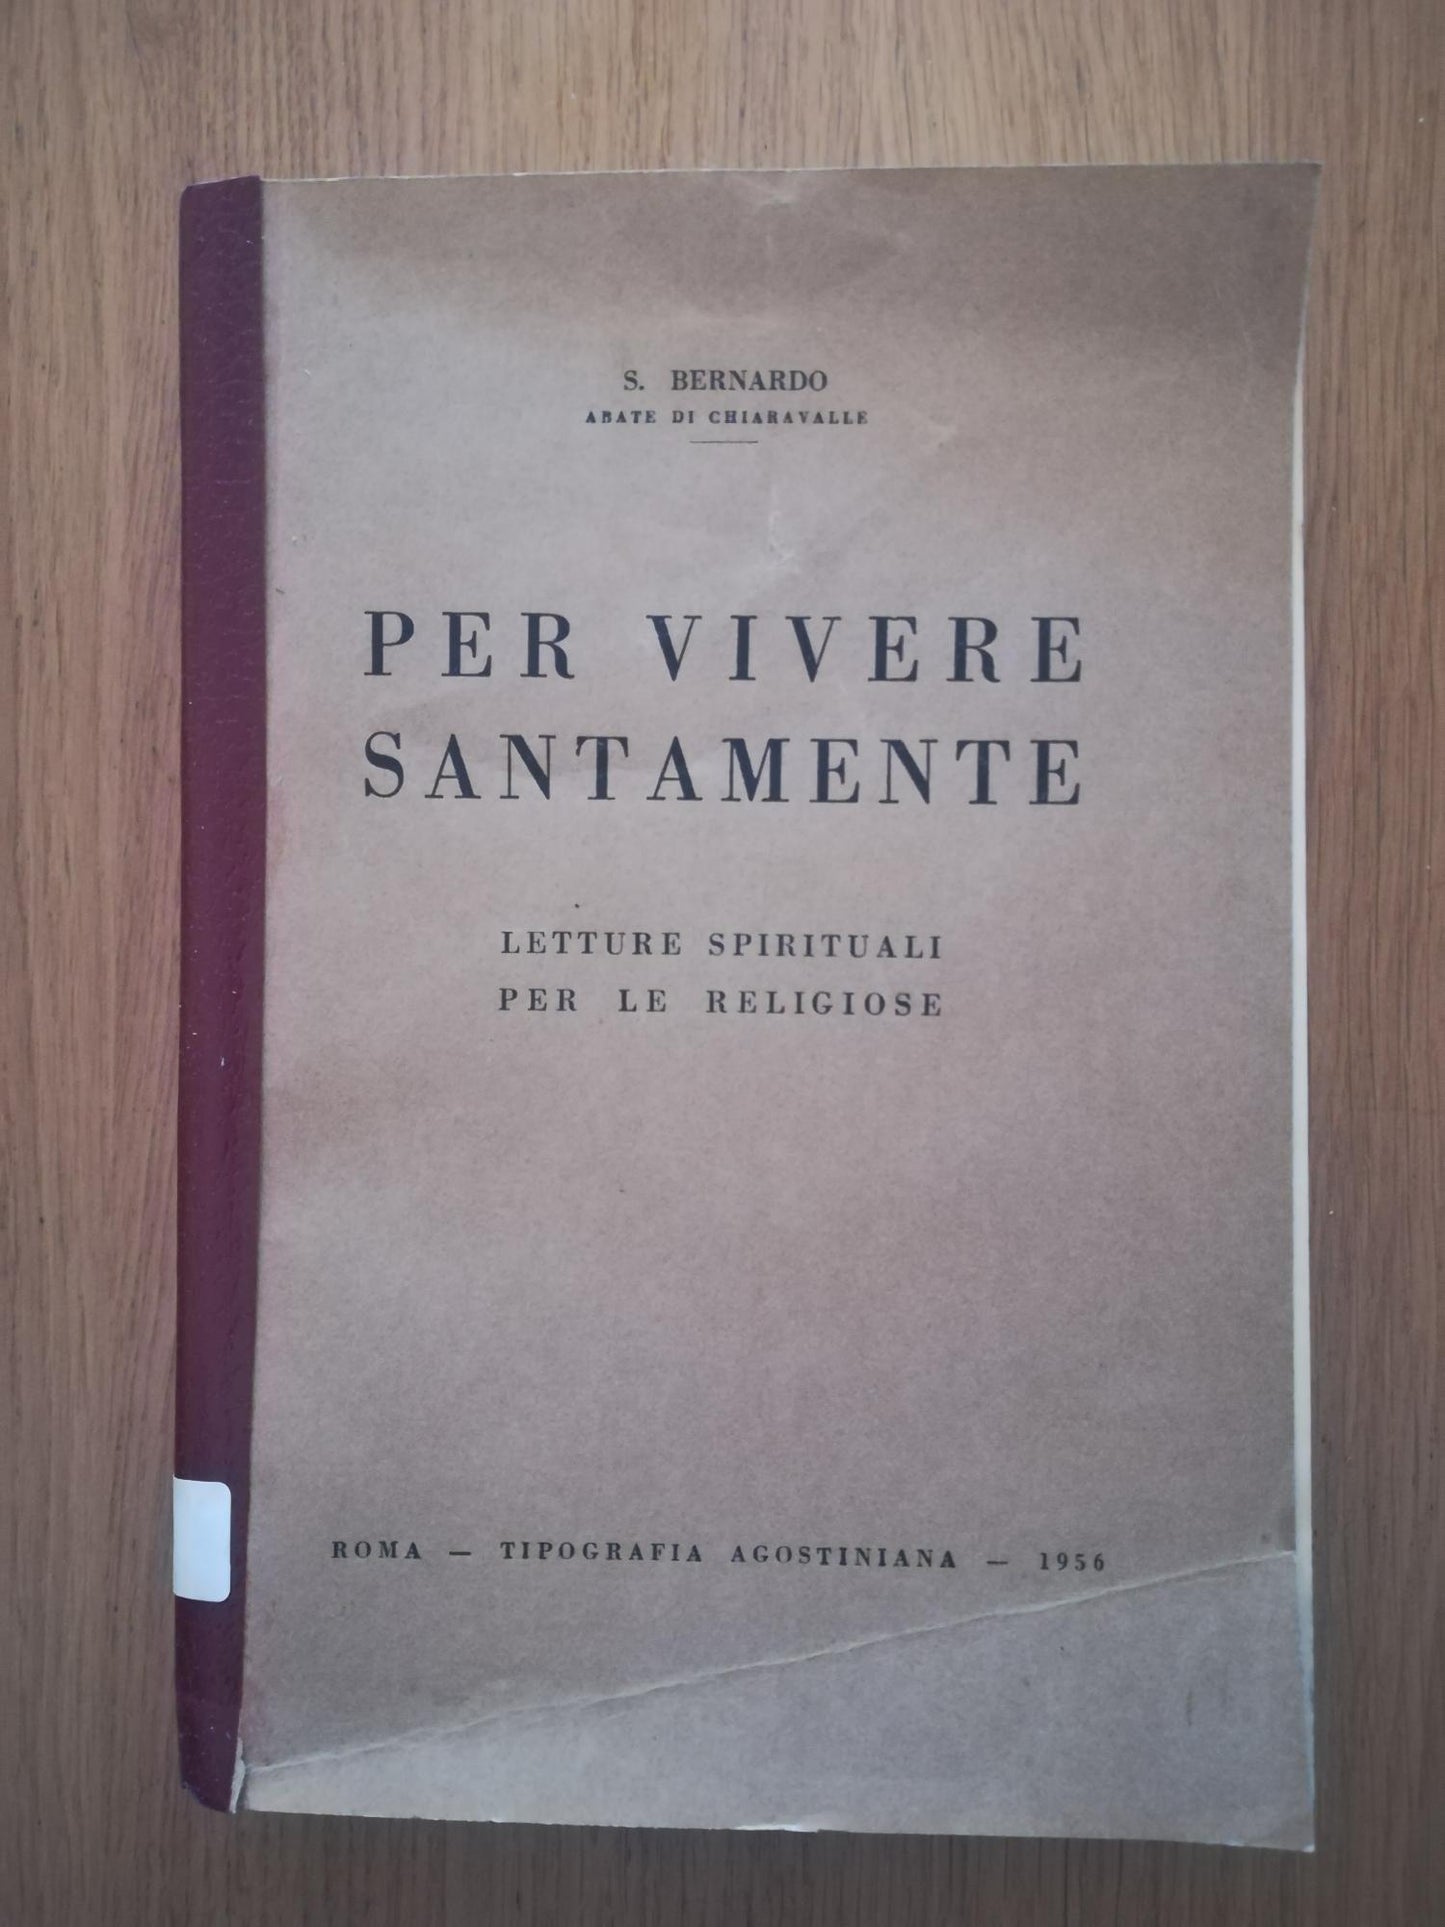 S. BERNARDO
ABATE DI CHIARAVALLE
PER VIVERE
SANTAMENTE
LETTURE SPIRITUALI
PER LE RELIGIOSE
ROMA — TIPOGRAFIA AGOSTINIANA — 1956